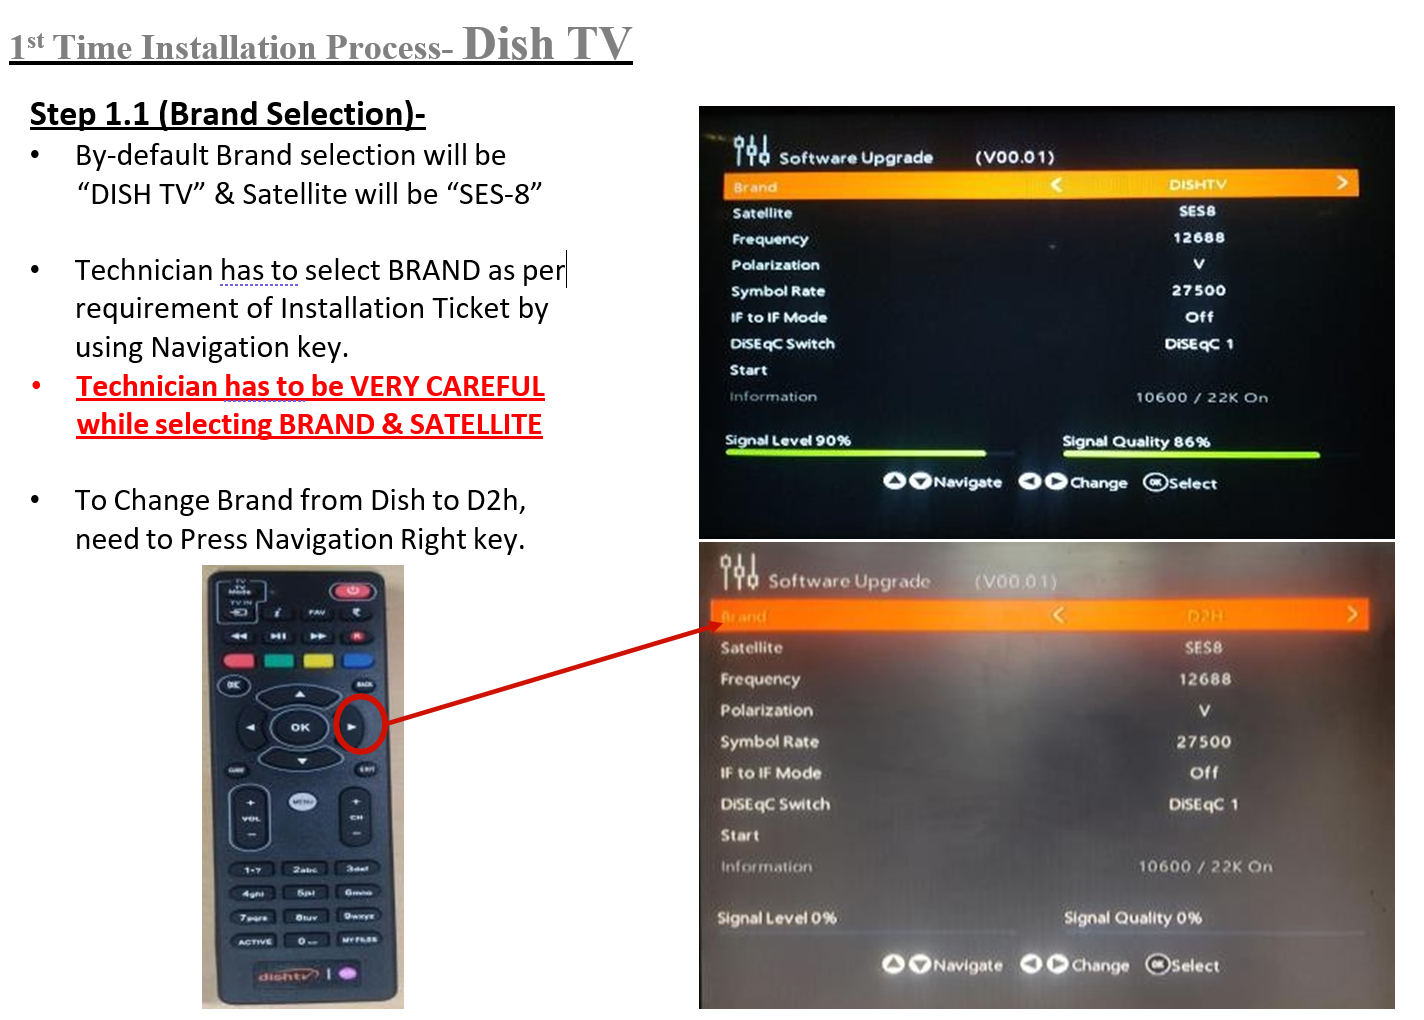 1st Time Installation Process- Dish TV
Step 1.1 (Brand Selection)-
• By-default Brand selection will be
“DISH TV” & Satellite will be “SES-8”
• Technician has to select BRAND as per
requirement of Installation Ticket by
using Navigation key.
• Technician has to be VERY CAREFUL
while selecting BRAND & SATELLITE
• To Change Brand from Dish to D2h,
need to Press Navigation Right key.
Software Upgrade (V00.01)
Brand < DISHTV >
Satellite SES8
Frequency 12688
Polarization V
Symbol Rate 27500
IF to IF Mode Off
DiSEqC Switch DiSEqC 1
Start
Information 10600 / 22K On
Signal Level 90% Signal Quality 86%
Navigate Change OK Select
Software Upgrade (V00.01)
Brand < D2H >
Satellite SES8
Frequency 12688
Polarization V
Symbol Rate 27500
IF to IF Mode Off
DiSEqC Switch DiSEqC 1
Start
Information 10600 / 22K On
Signal Level 0% Signal Quality 0%
Navigate Change OK Select
TV
TV
Mode
TV IN
i FAV ₹
R
BACK
OK
GUIDE EXIT
+ MENU +
VOL CH
- -
1-? 2abc 3def
4ghi 5jkl 6mno
7pqrs 8tuv 9wxyz
ACTIVE 0 MY FILES
dishtv